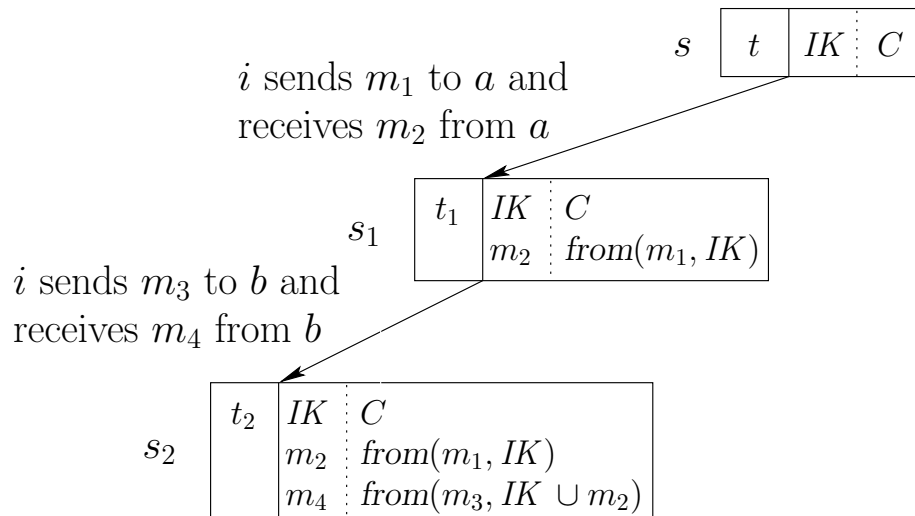 s t IK C
i sends m₁ to a and
receives m₂ from a
s₁ t₁ IK C
m₂ from(m₁, IK)
i sends m₃ to b and
receives m₄ from b
s₂ t₂ IK C
m₂ from(m₁, IK)
m₄ from(m₃, IK ∪ m₂)